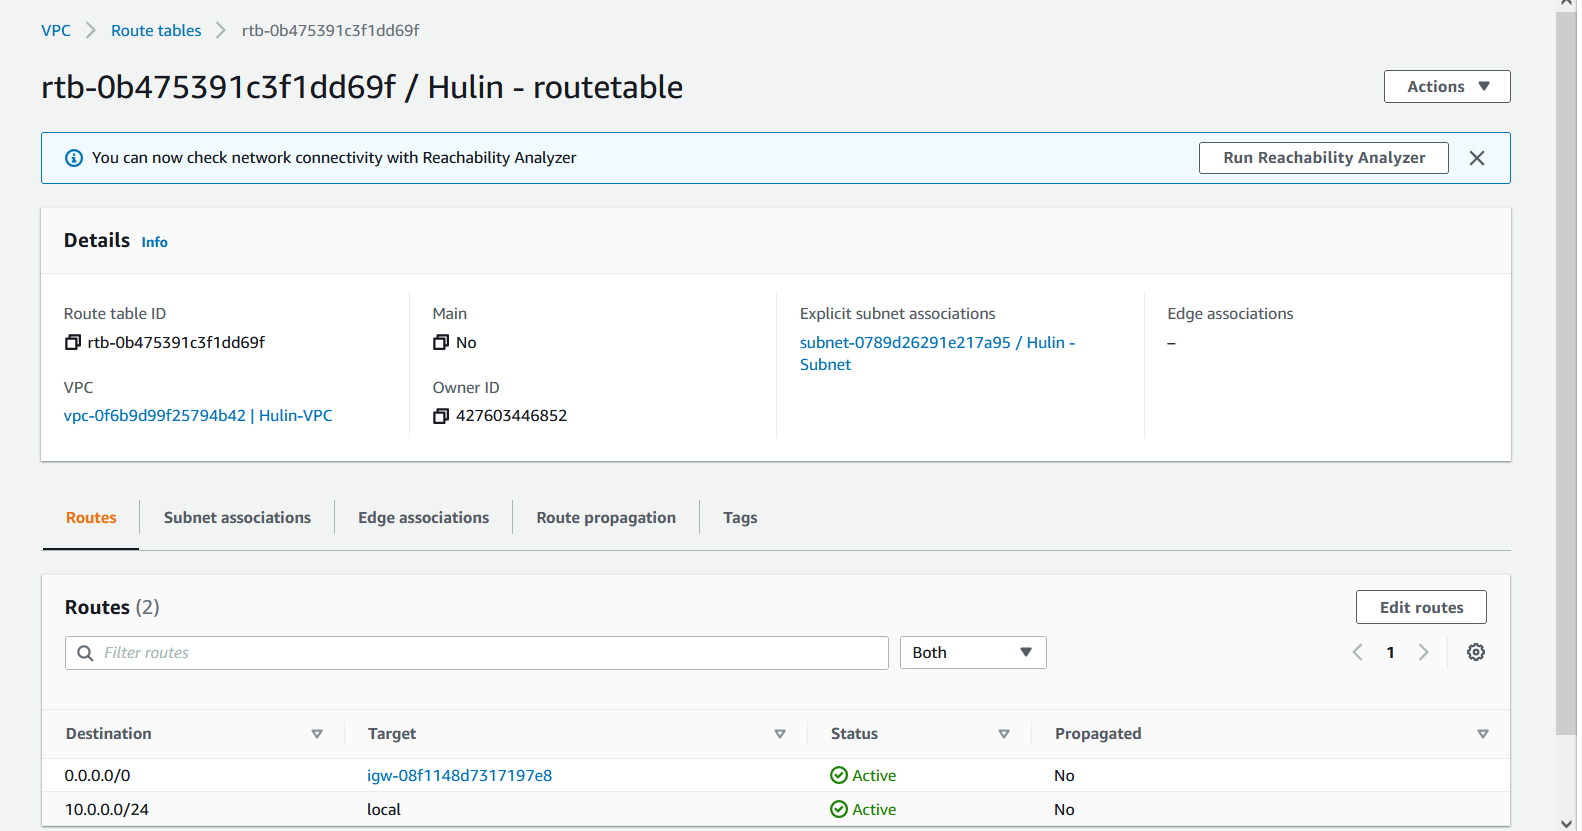 VPC > Route tables > rtb-0b475391c3f1dd69f
rtb-0b475391c3f1dd69f / Hulin - routetable
Actions
You can now check network connectivity with Reachability Analyzer
Run Reachability Analyzer
Details Info
Route table ID
rtb-0b475391c3f1dd69f
Main
No
Explicit subnet associations
subnet-0789d26291e217a95 / Hulin -
Subnet
Edge associations
–
VPC
vpc-0f6b9d99f25794b42 | Hulin-VPC
Owner ID
427603446852
Routes Subnet associations Edge associations Route propagation Tags
Routes (2)
Edit routes
Filter routes
Both
1
Destination Target Status Propagated
0.0.0.0/0 igw-08f1148d7317197e8 Active No
10.0.0.0/24 local Active No